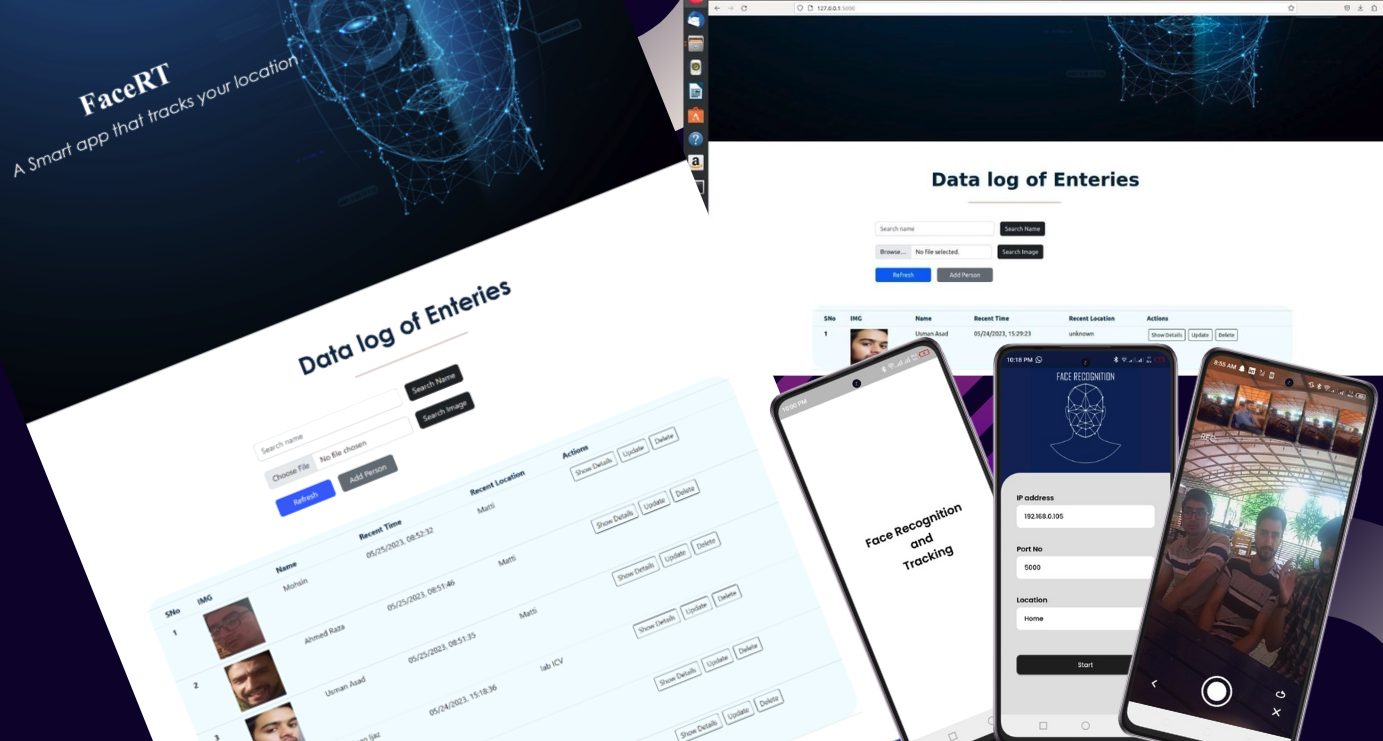 FaceRT
A Smart app that tracks your location
Data log of Enteries
Search name
Search Name
Choose File No file chosen
Search Image
Refresh
Add Person
SNo IMG Name Recent Time Recent Location Actions
1 Mohsin 05/25/2023, 08:52:32 Matti Show Details Update Delete
2 Ahmed Raza 05/25/2023, 08:51:46 Matti Show Details Update Delete
3 Usman Asad 05/25/2023, 08:51:35 Matti Show Details Update Delete
Ijaz 05/24/2023, 15:18:36 lab ICV Show Details Update Delete
Show Details Update Delete
Show Details Update Delete
127.0.0.1:5000
Data log of Enteries
Search name
Search Name
Browse... No file selected.
Search Image
Refresh
Add Person
SNo IMG Name Recent Time Recent Location Actions
1 Usman Asad 05/24/2023, 15:29:23 unknown Show Details Update Delete
10:00 PM
Face Recognition
and
Tracking
10:18 PM
FACE RECOGNITION
IP address
192.168.0.105
Port No
5000
Location
Home
Start
8:55 AM